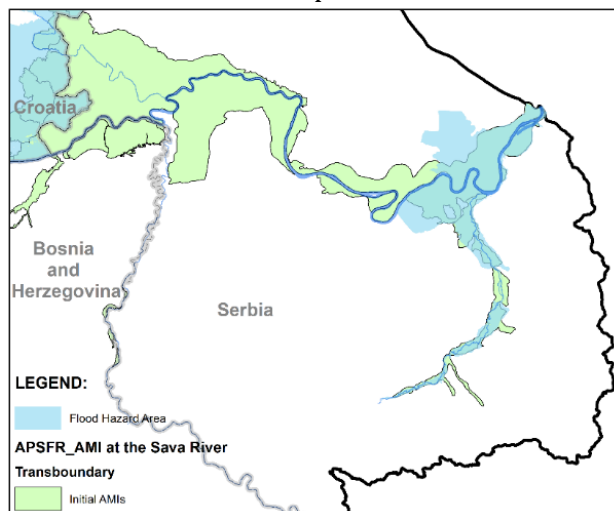 Croatia
Bosnia
and
Herzegovina
Serbia
LEGEND:
Flood Hazard Area
APSFR_AMI at the Sava River
Transboundary
Initial AMIs